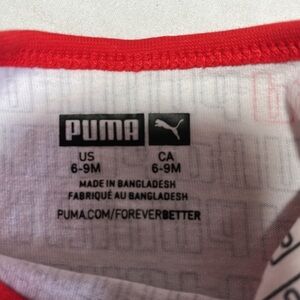 PUMA
US CA
6-9M 6-9M
MADE IN BANGLADESH
FABRIQUÉ AU BANGLADESH
PUMA.COM/FOREVERBETTER